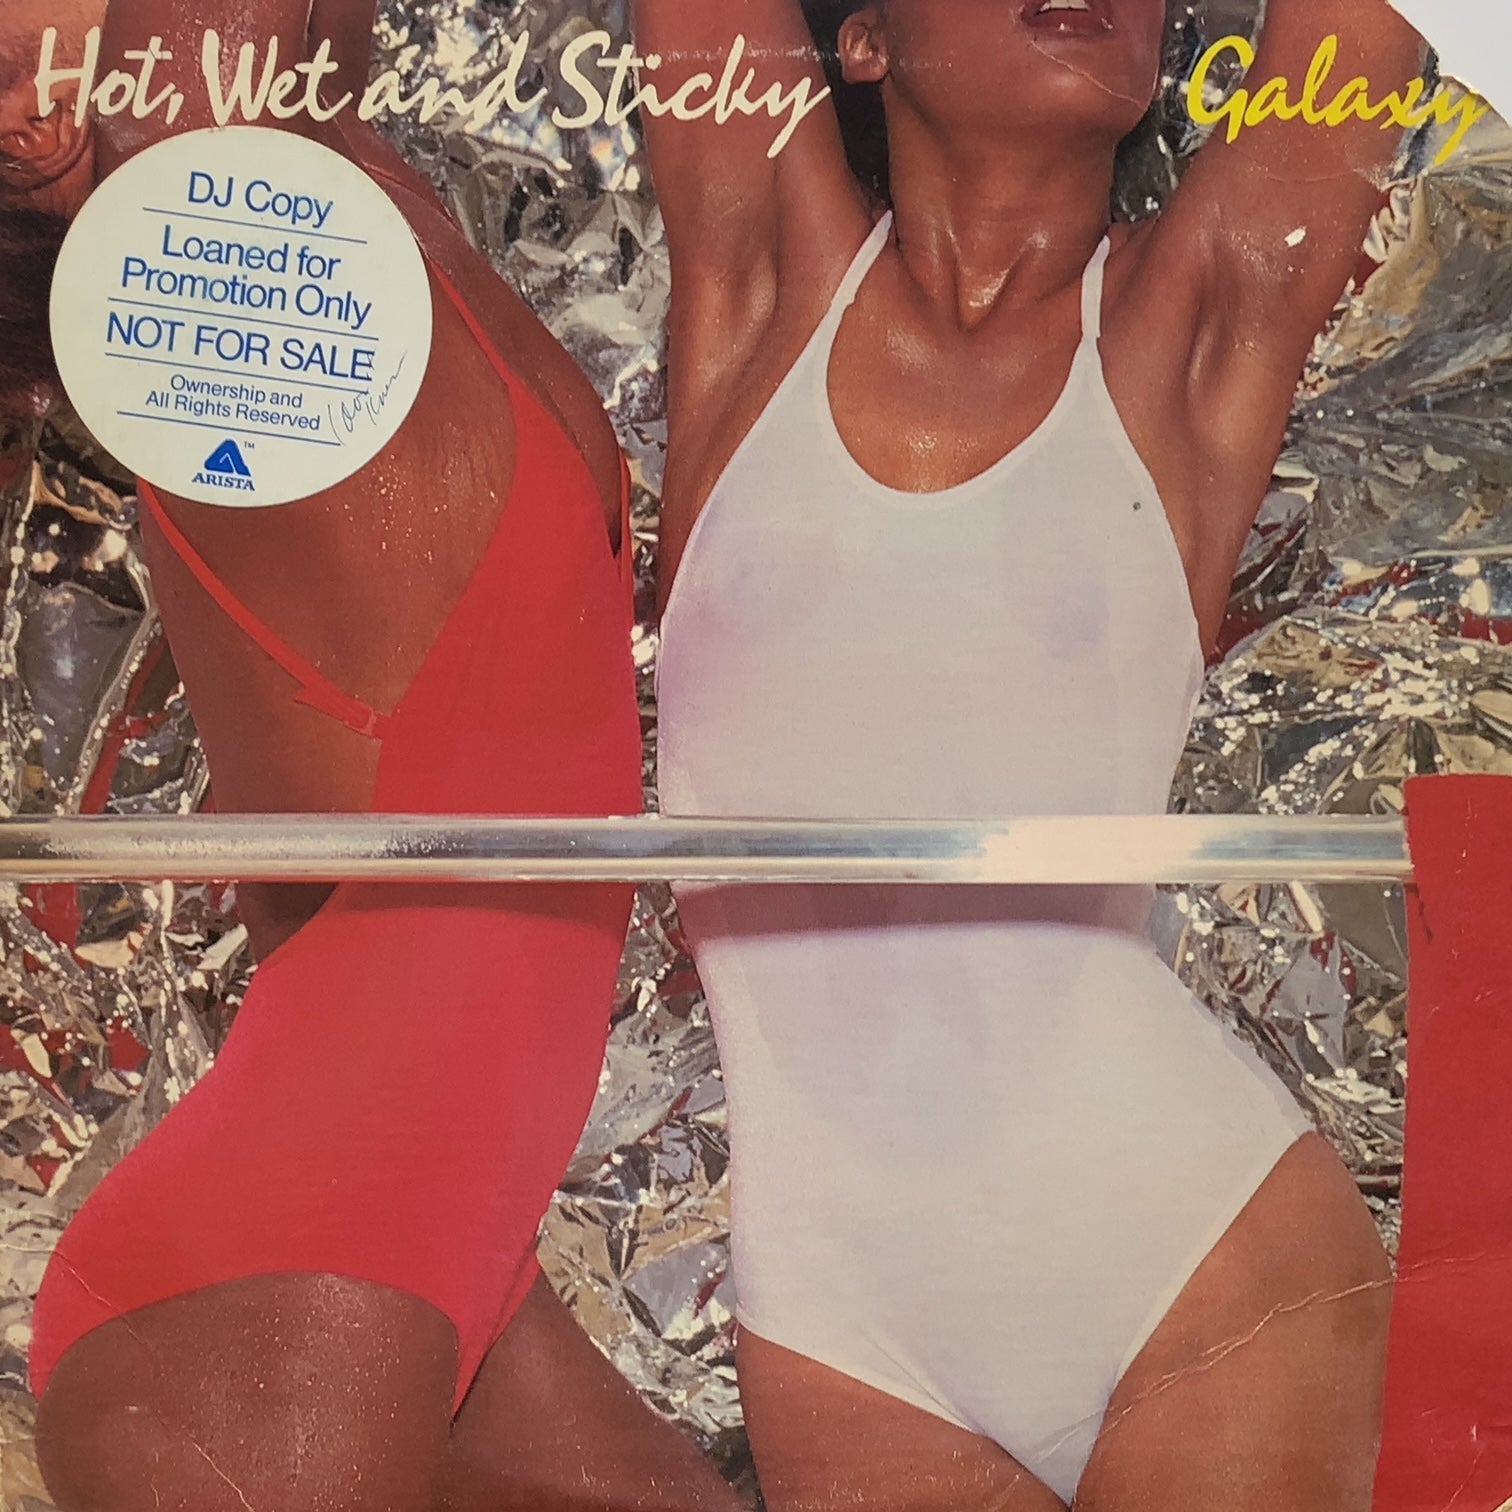 Hot, Wet and Sticky
Galaxy
DJ Copy
Loaned for
Promotion Only
NOT FOR SALE
Ownership and
All Rights Reserved
TM
ARISTA